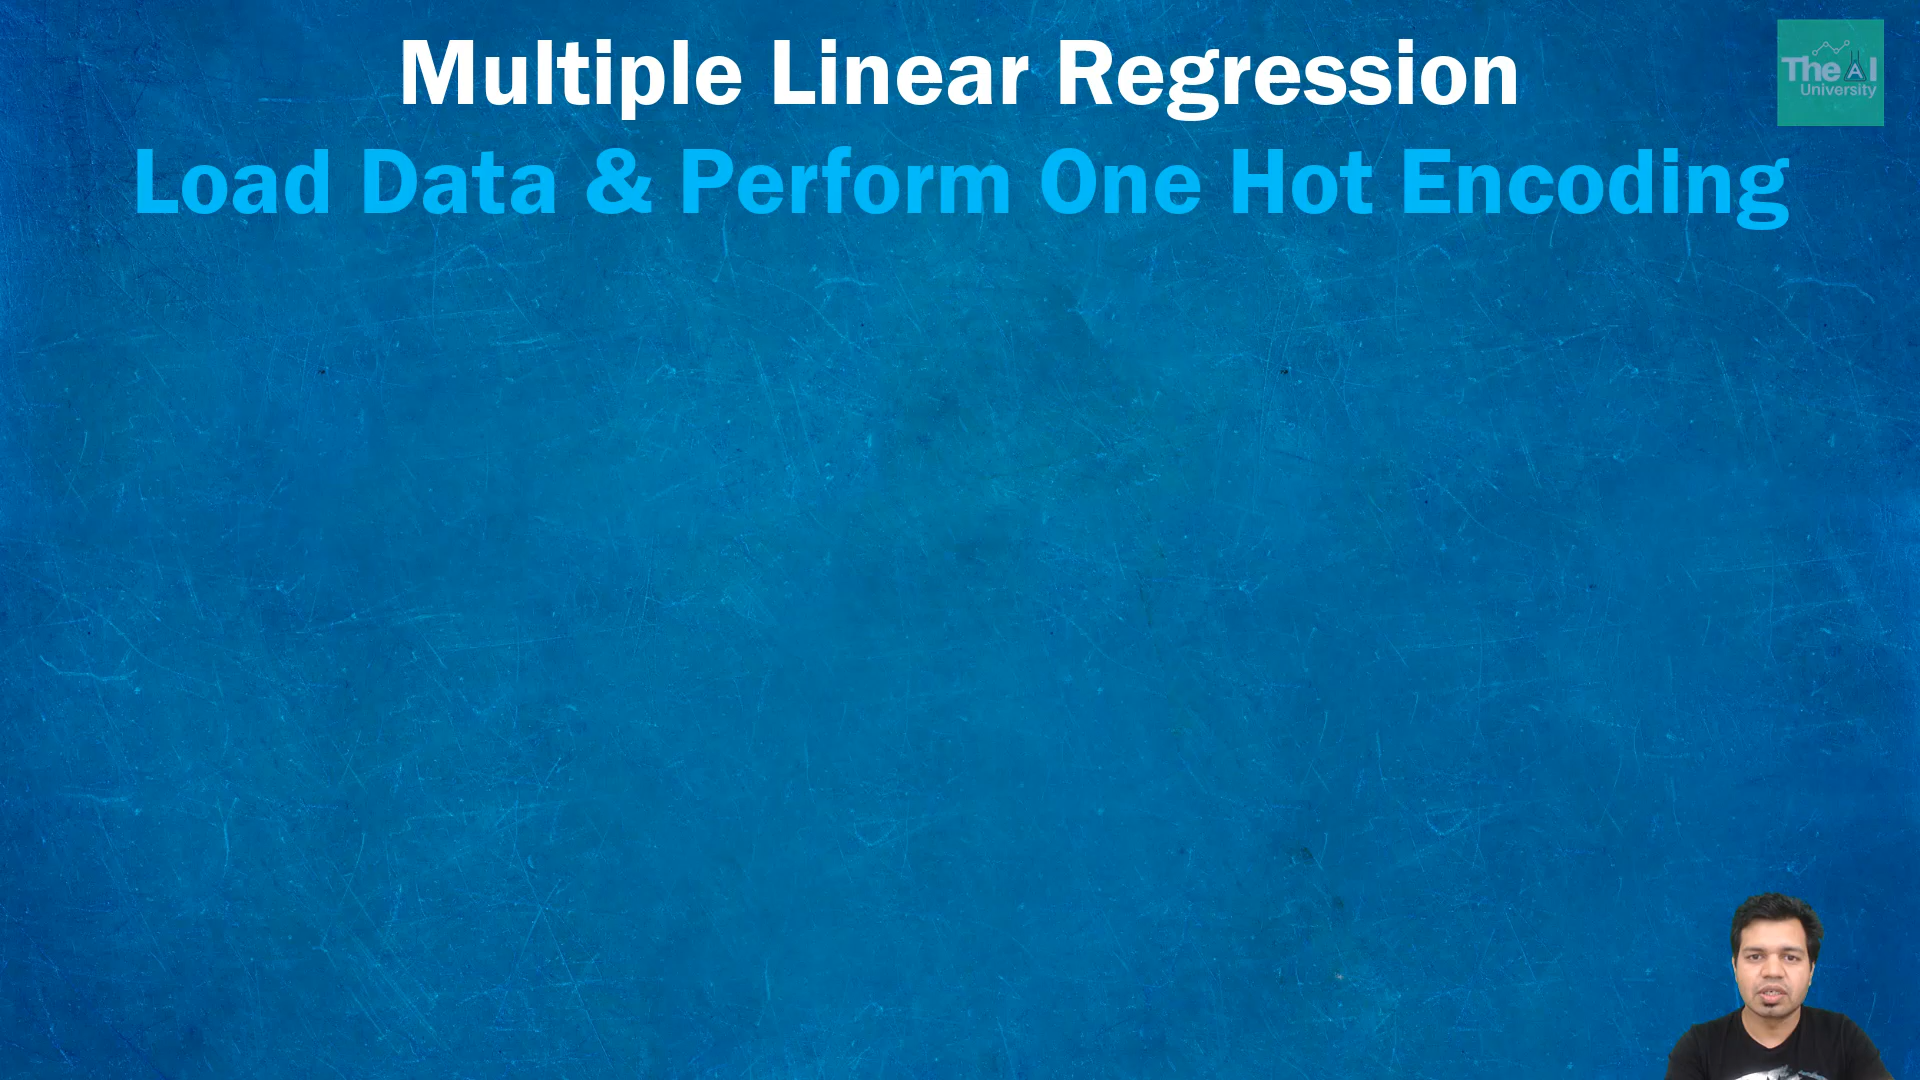 Multiple Linear Regression
Load Data & Perform One Hot Encoding
The AI
University